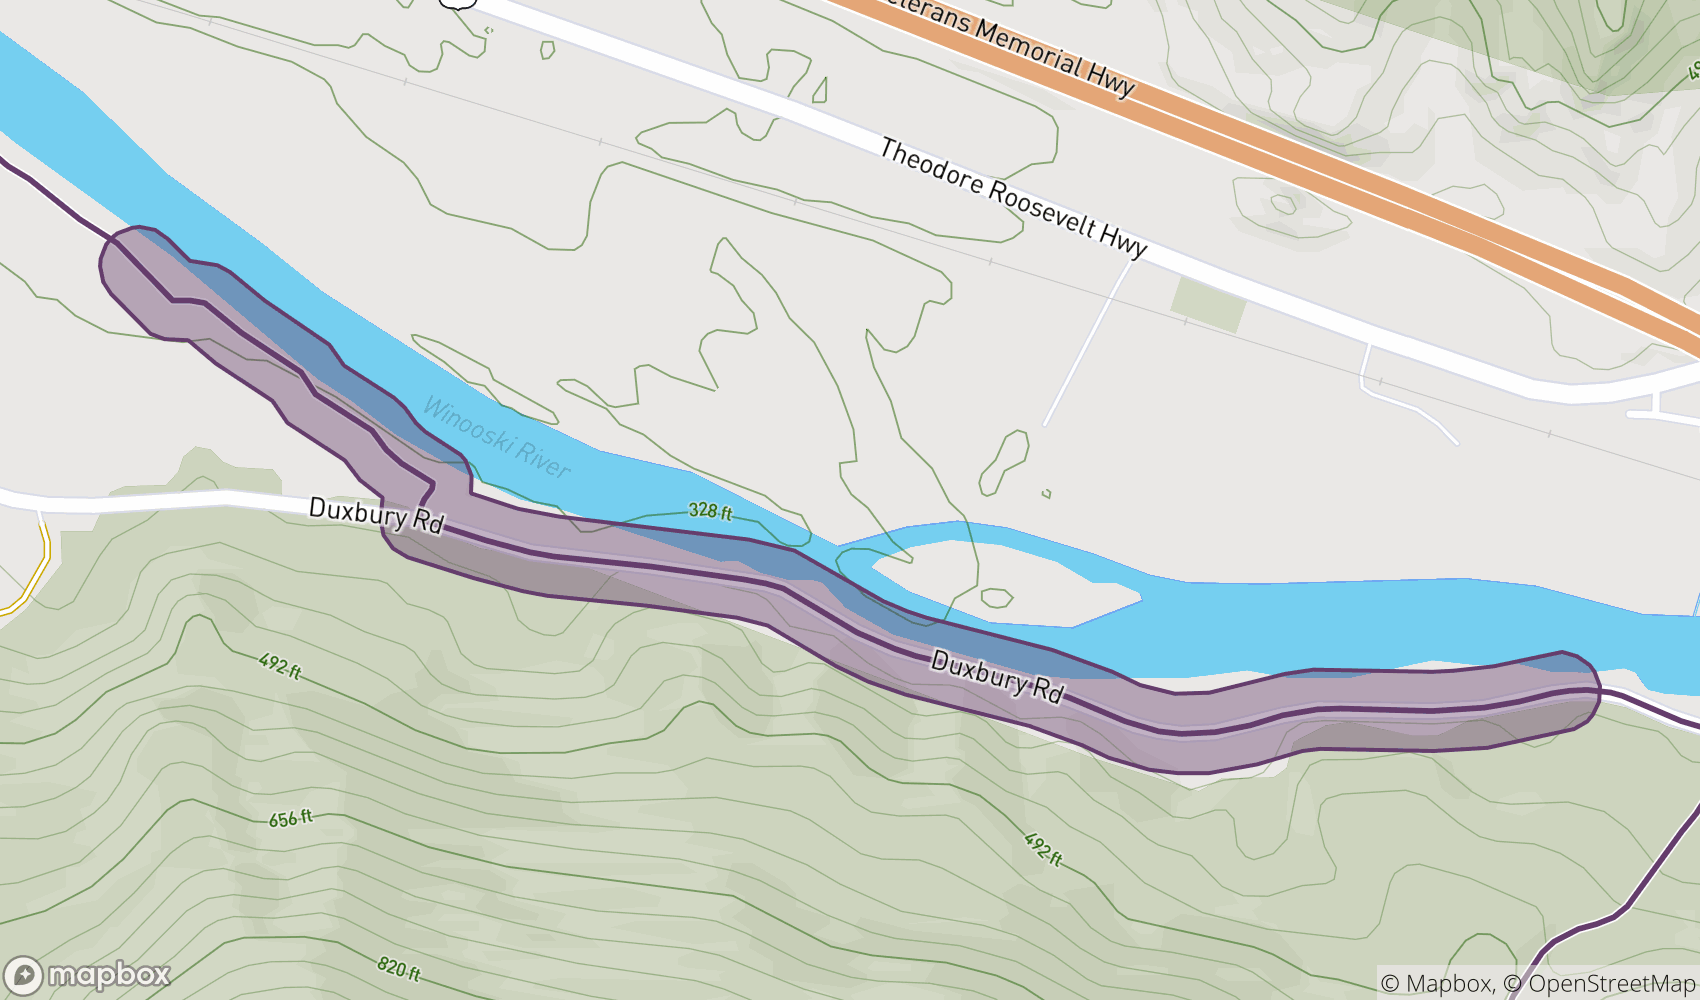 Memorial Hwy
Theodore Roosevelt Hwy
Winooski River
Duxbury Rd
328 ft
Duxbury Rd
492 ft
656 ft
492 ft
820 ft
mapbox
© Mapbox, © OpenStreetMap